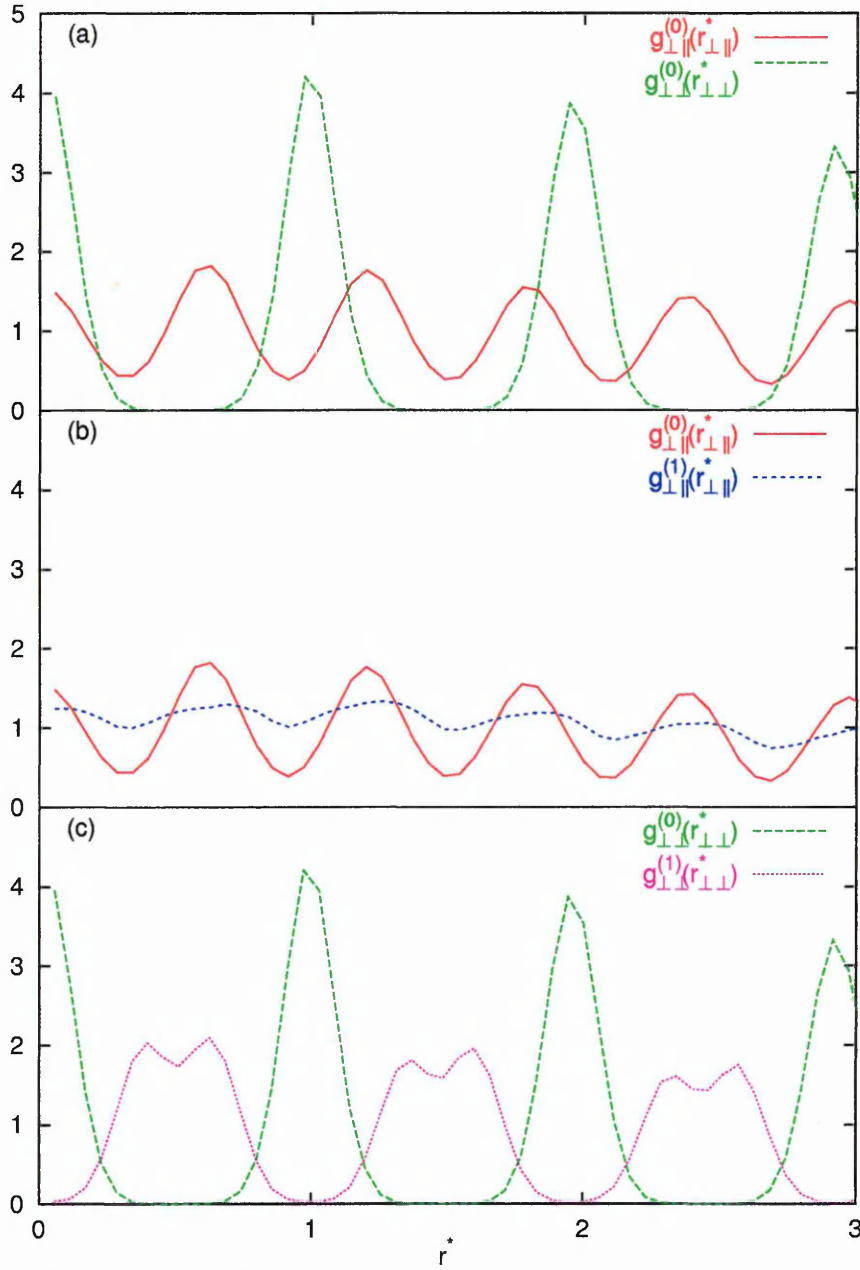 5
(a)
g⊥∥^(0)(r*⊥∥)
g⊥⊥^(0)(r*⊥⊥)
4
3
2
1
0
(b)
g⊥∥^(0)(r*⊥∥)
g⊥∥^(1)(r*⊥∥)
4
3
2
1
0
(c)
g⊥⊥^(0)(r*⊥⊥)
g⊥⊥^(1)(r*⊥⊥)
4
3
2
1
0
0 1 2 3
r*